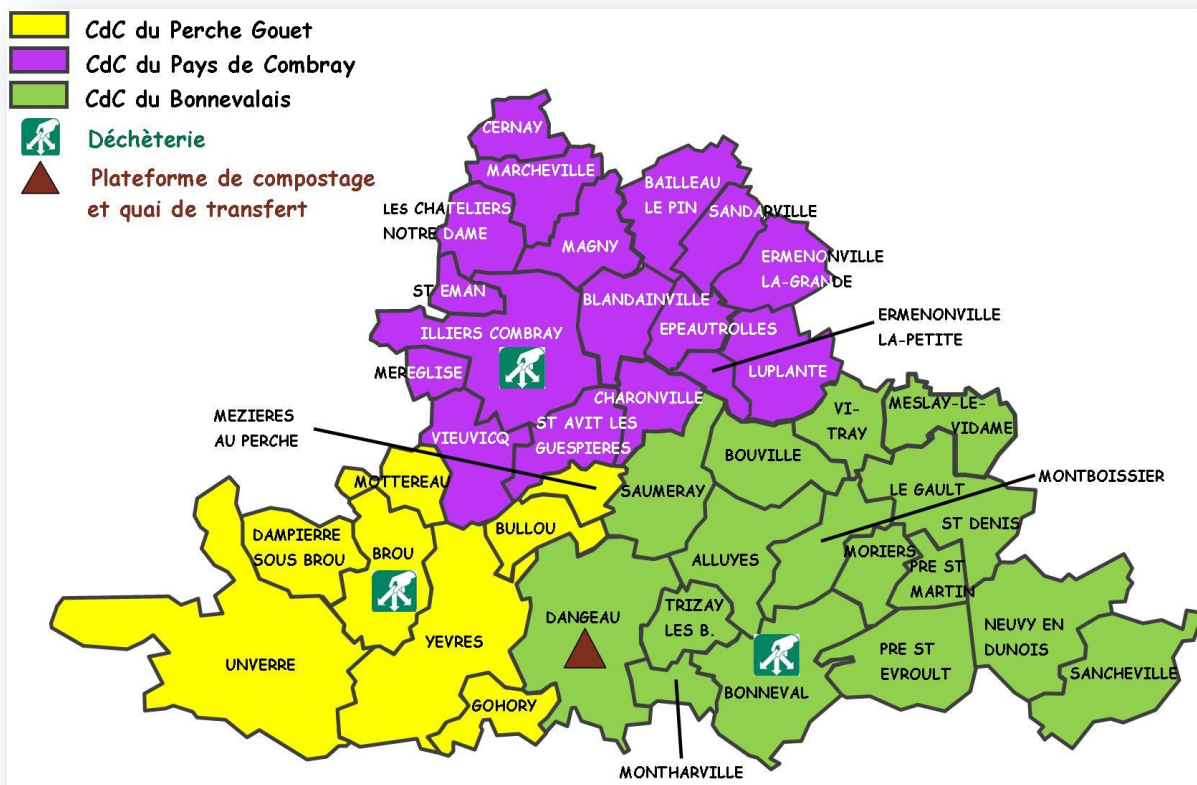 CdC du Perche Gouet
CdC du Pays de Combray
CdC du Bonnevalais
Déchèterie
Plateforme de compostage
et quai de transfert
CERNAY
MARCHEVILLE
BAILLEAU
LE PIN
LES CHATELIERS
NOTRE DAME
SANDARVILLE
MAGNY
ERMENONVILLE
LA-GRANDE
ST EMAN
BLANDAINVILLE
ERMENONVILLE
LA-PETITE
ILLIERS COMBRAY
EPEAUTROLLES
MEREGLISE
LUPLANTE
CHARONVILLE
MEZIERES
AU PERCHE
VI-
TRAY
MESLAY-LE-
VIDAME
ST AVIT LES
GUESPIERES
VIEUVICQ
BOUVILLE
MOTTEREAU
SAUMERAY
LE GAULT
ST DENIS
MONTBOISSIER
BULLOU
DAMPIERRE
SOUS BROU
BROU
ALLUYES
MORIERS
PRE ST
MARTIN
DANGEAU
TRIZAY
LES B.
NEUVY EN
DUNOIS
YEVRES
UNVERRE
PRE ST
EVROULT
SANCHEVILLE
BONNEVAL
GOHORY
MONTHARVILLE